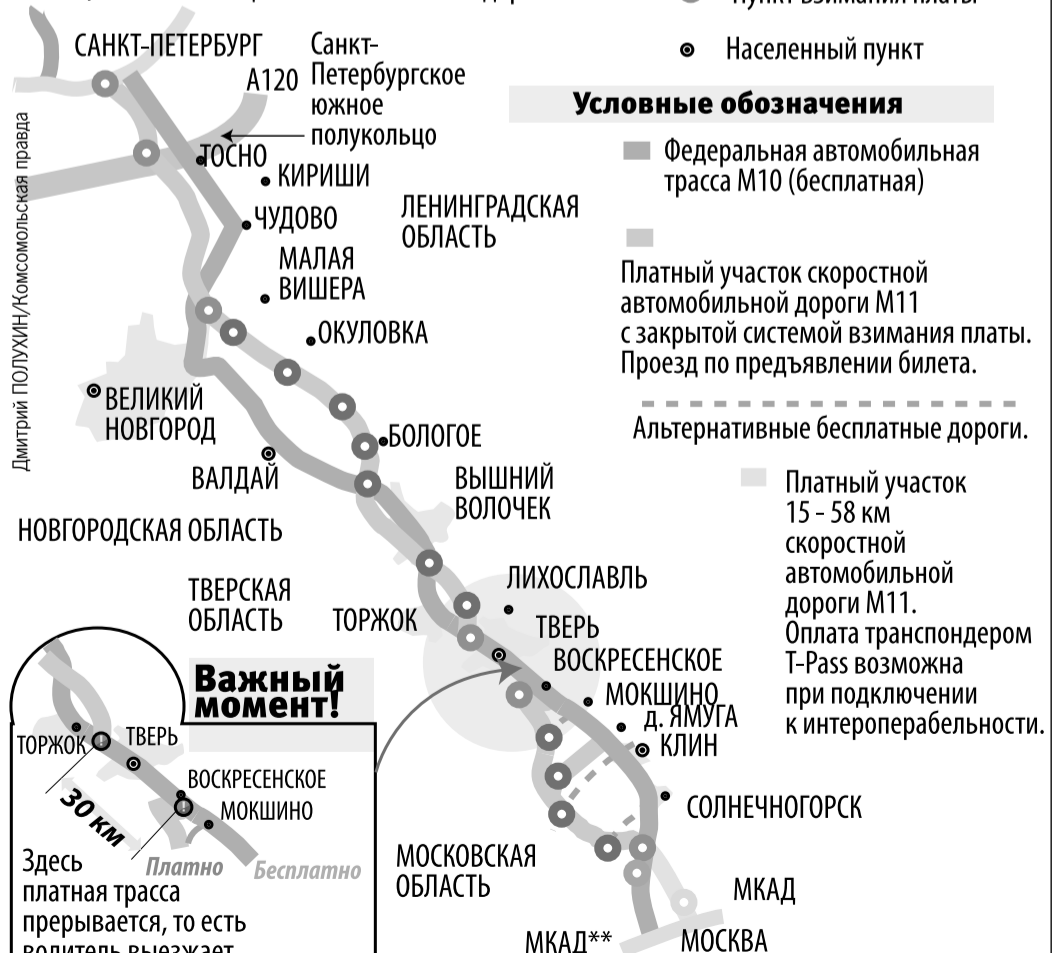 Пункт взимания платы
Населенный пункт
Условные обозначения
Федеральная автомобильная
трасса М10 (бесплатная)
Платный участок скоростной
автомобильной дороги М11
с закрытой системой взимания платы.
Проезд по предъявлении билета.
Альтернативные бесплатные дороги.
Платный участок
15 - 58 км
скоростной
автомобильной
дороги М11.
Оплата транспондером
T-Pass возможна
при подключении
к интероперабельности.
САНКТ-ПЕТЕРБУРГ
А120
Санкт-
Петербургское
южное
полукольцо
ТОСНО
КИРИШИ
ЧУДОВО
ЛЕНИНГРАДСКАЯ
ОБЛАСТЬ
МАЛАЯ
ВИШЕРА
ОКУЛОВКА
ВЕЛИКИЙ
НОВГОРОД
БОЛОГОЕ
ВАЛДАЙ
ВЫШНИЙ
ВОЛОЧЕК
НОВГОРОДСКАЯ ОБЛАСТЬ
ТВЕРСКАЯ
ОБЛАСТЬ
ТОРЖОК
ЛИХОСЛАВЛЬ
ТВЕРЬ
ВОСКРЕСЕНСКОЕ
МОКШИНО
д. ЯМУГА
КЛИН
СОЛНЕЧНОГОРСК
МОСКОВСКАЯ
ОБЛАСТЬ
МКАД
МКАД**
МОСКВА
Важный
момент!
ТОРЖОК
ТВЕРЬ
ВОСКРЕСЕНСКОЕ
МОКШИНО
30 км
Платно
Бесплатно
Здесь
платная трасса
прерывается, то есть
водитель выезжает
Дмитрий ПОЛУХИН/Комсомольская правда